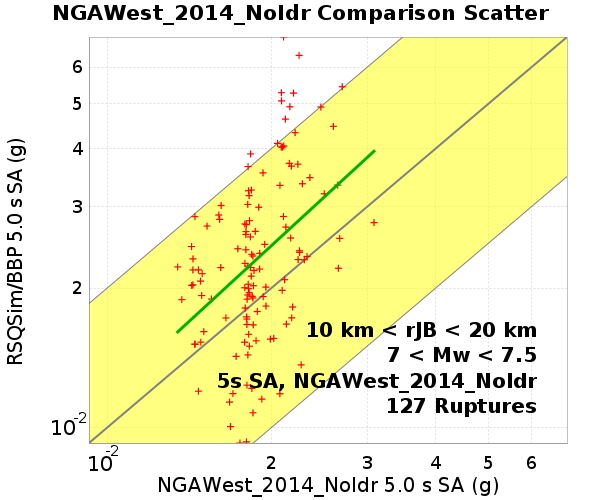 NGAWest_2014_NoIdr Comparison Scatter
RSQSim/BBP 5.0 s SA (g)
6
5
4
3
2
10-2
10-2
2
3
4
5
6
NGAWest_2014_NoIdr 5.0 s SA (g)
10 km < rJB < 20 km
7 < Mw < 7.5
5s SA, NGAWest_2014_NoIdr
127 Ruptures